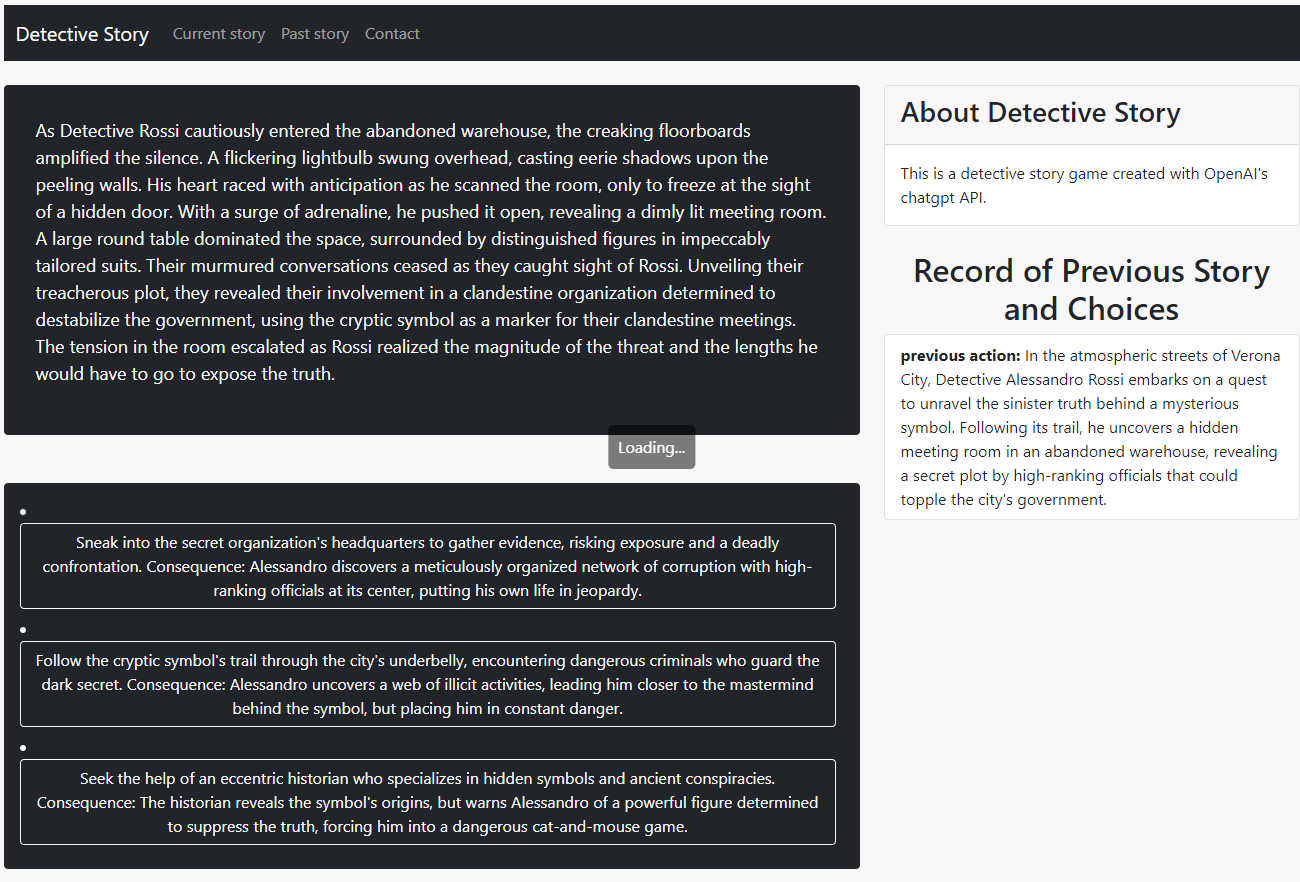 Detective Story Current story Past story Contact
As Detective Rossi cautiously entered the abandoned warehouse, the creaking floorboards
amplified the silence. A flickering lightbulb swung overhead, casting eerie shadows upon the
peeling walls. His heart raced with anticipation as he scanned the room, only to freeze at the sight
of a hidden door. With a surge of adrenaline, he pushed it open, revealing a dimly lit meeting room.
A large round table dominated the space, surrounded by distinguished figures in impeccably
tailored suits. Their murmured conversations ceased as they caught sight of Rossi. Unveiling their
treacherous plot, they revealed their involvement in a clandestine organization determined to
destabilize the government, using the cryptic symbol as a marker for their clandestine meetings.
The tension in the room escalated as Rossi realized the magnitude of the threat and the lengths he
would have to go to expose the truth.
Loading...
Sneak into the secret organization's headquarters to gather evidence, risking exposure and a deadly
confrontation. Consequence: Alessandro discovers a meticulously organized network of corruption with high-
ranking officials at its center, putting his own life in jeopardy.
Follow the cryptic symbol's trail through the city's underbelly, encountering dangerous criminals who guard the
dark secret. Consequence: Alessandro uncovers a web of illicit activities, leading him closer to the mastermind
behind the symbol, but placing him in constant danger.
Seek the help of an eccentric historian who specializes in hidden symbols and ancient conspiracies.
Consequence: The historian reveals the symbol's origins, but warns Alessandro of a powerful figure determined
to suppress the truth, forcing him into a dangerous cat-and-mouse game.
About Detective Story
This is a detective story game created with OpenAI's
chatgpt API.
Record of Previous Story
and Choices
previous action: In the atmospheric streets of Verona
City, Detective Alessandro Rossi embarks on a quest
to unravel the sinister truth behind a mysterious
symbol. Following its trail, he uncovers a hidden
meeting room in an abandoned warehouse, revealing
a secret plot by high-ranking officials that could
topple the city's government.